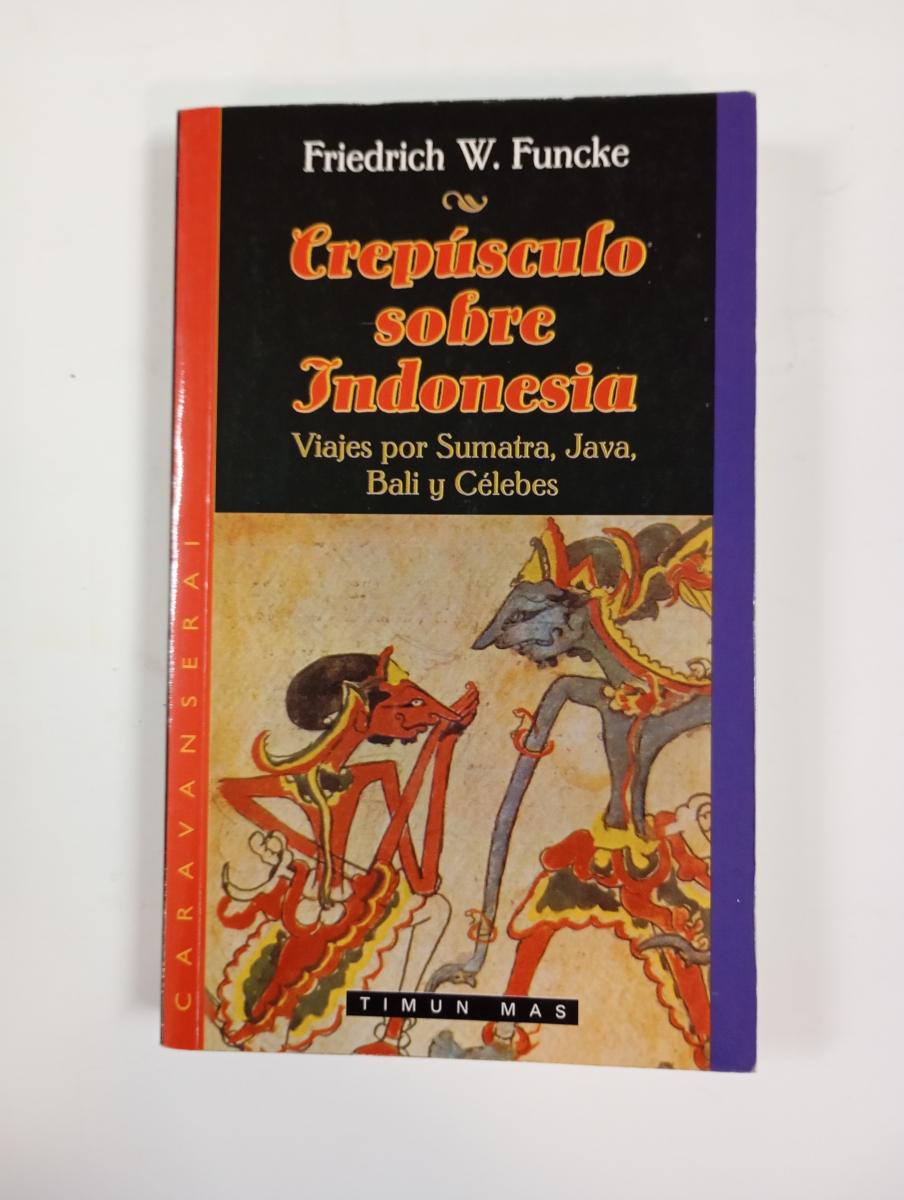 Friedrich W. Funcke
Crepúsculo
sobre
Indonesia
Viajes por Sumatra, Java,
Bali y Célebes
CARAVANSERAI
TIMUN MAS